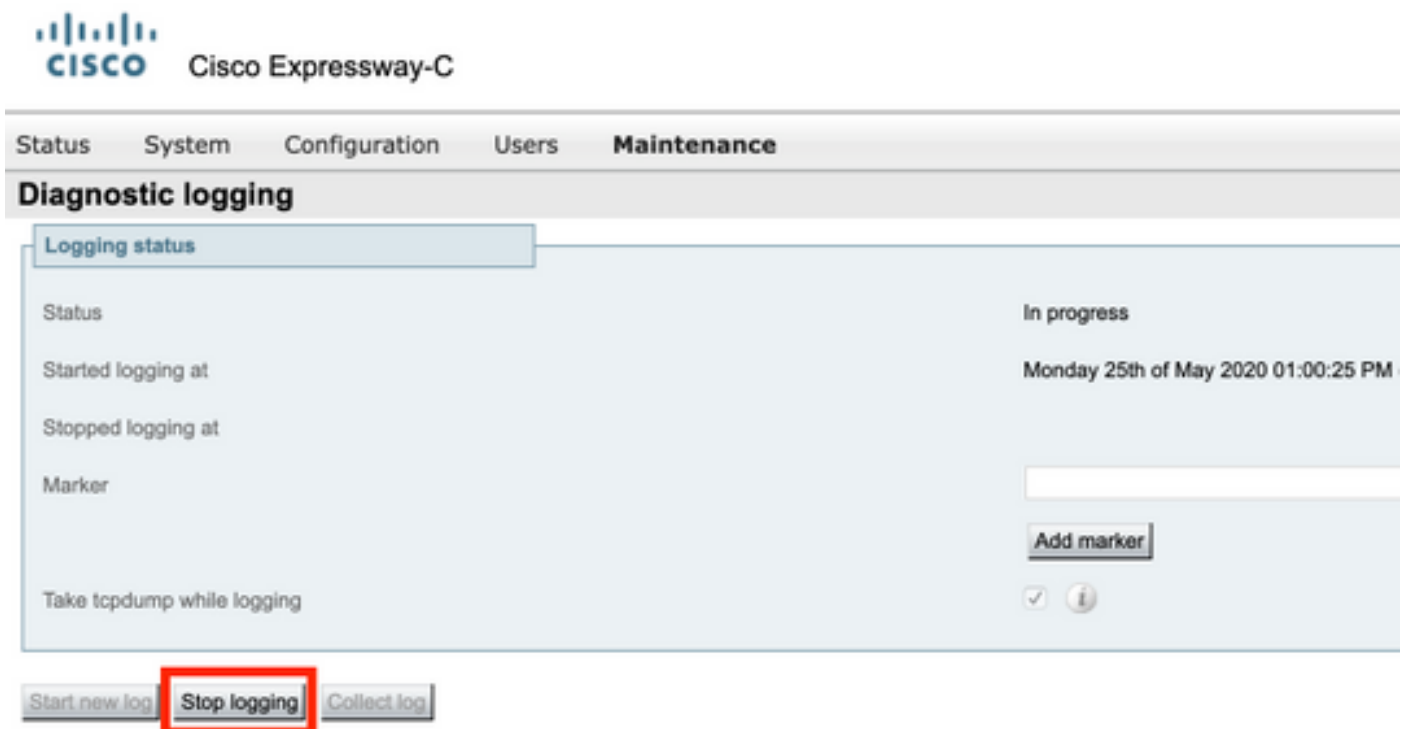 CISCO Cisco Expressway-C
Status System Configuration Users Maintenance
Diagnostic logging
Logging status
Status In progress
Started logging at Monday 25th of May 2020 01:00:25 PM
Stopped logging at
Marker
Add marker
Take tcpdump while logging i
Start new log Stop logging Collect log